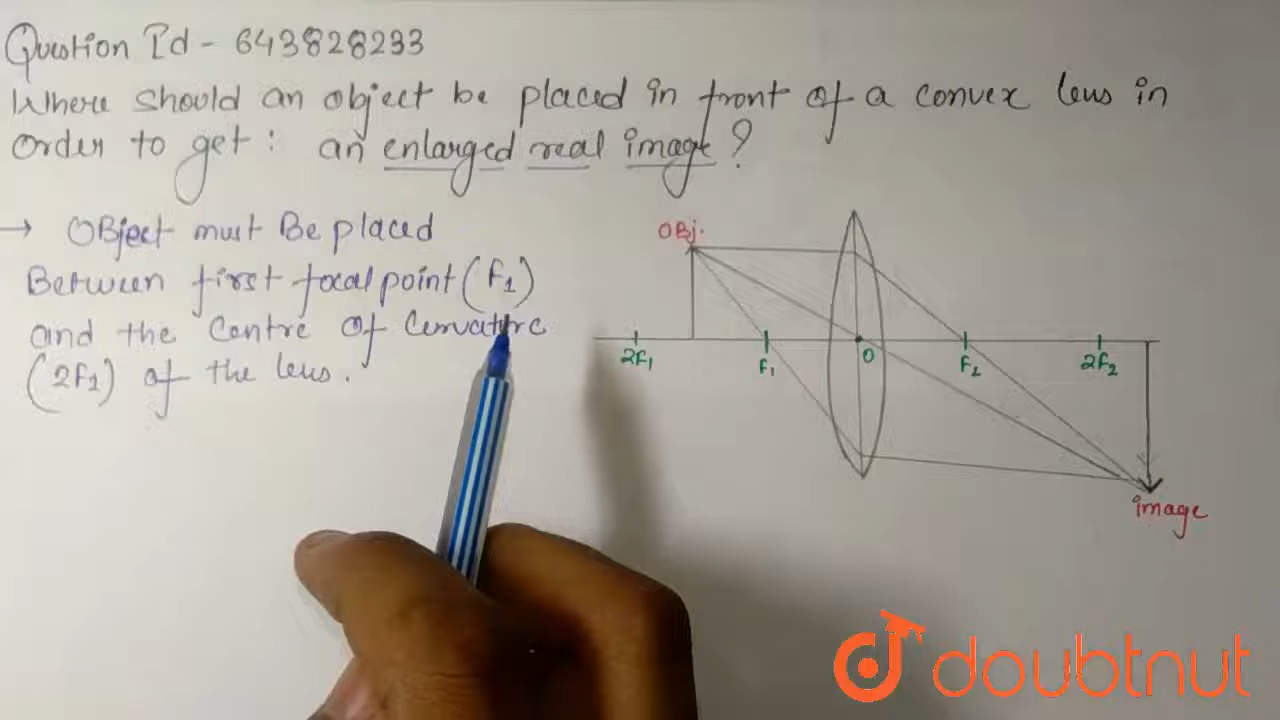 Question Id - 643828233
Where should an object be placed in front of a convex lens in
order to get: an enlarged real image?
→ Object must Be placed
Between first focal point (F1)
and the Centre of Curvature
(2F1) of the lens.
OBj.
2F1
F1
O
F2
2F2
image
doubtnut